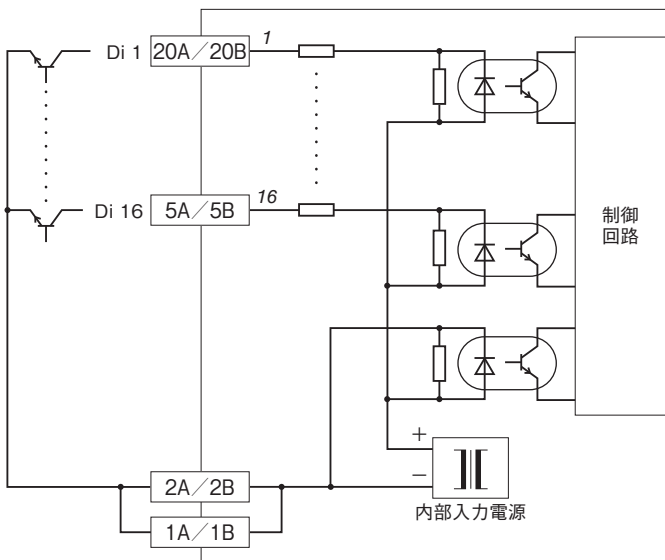 Di 1
20A／20B
1
Di 16
5A／5B
16
制御
回路
+
−
2A／2B
1A／1B
内部入力電源